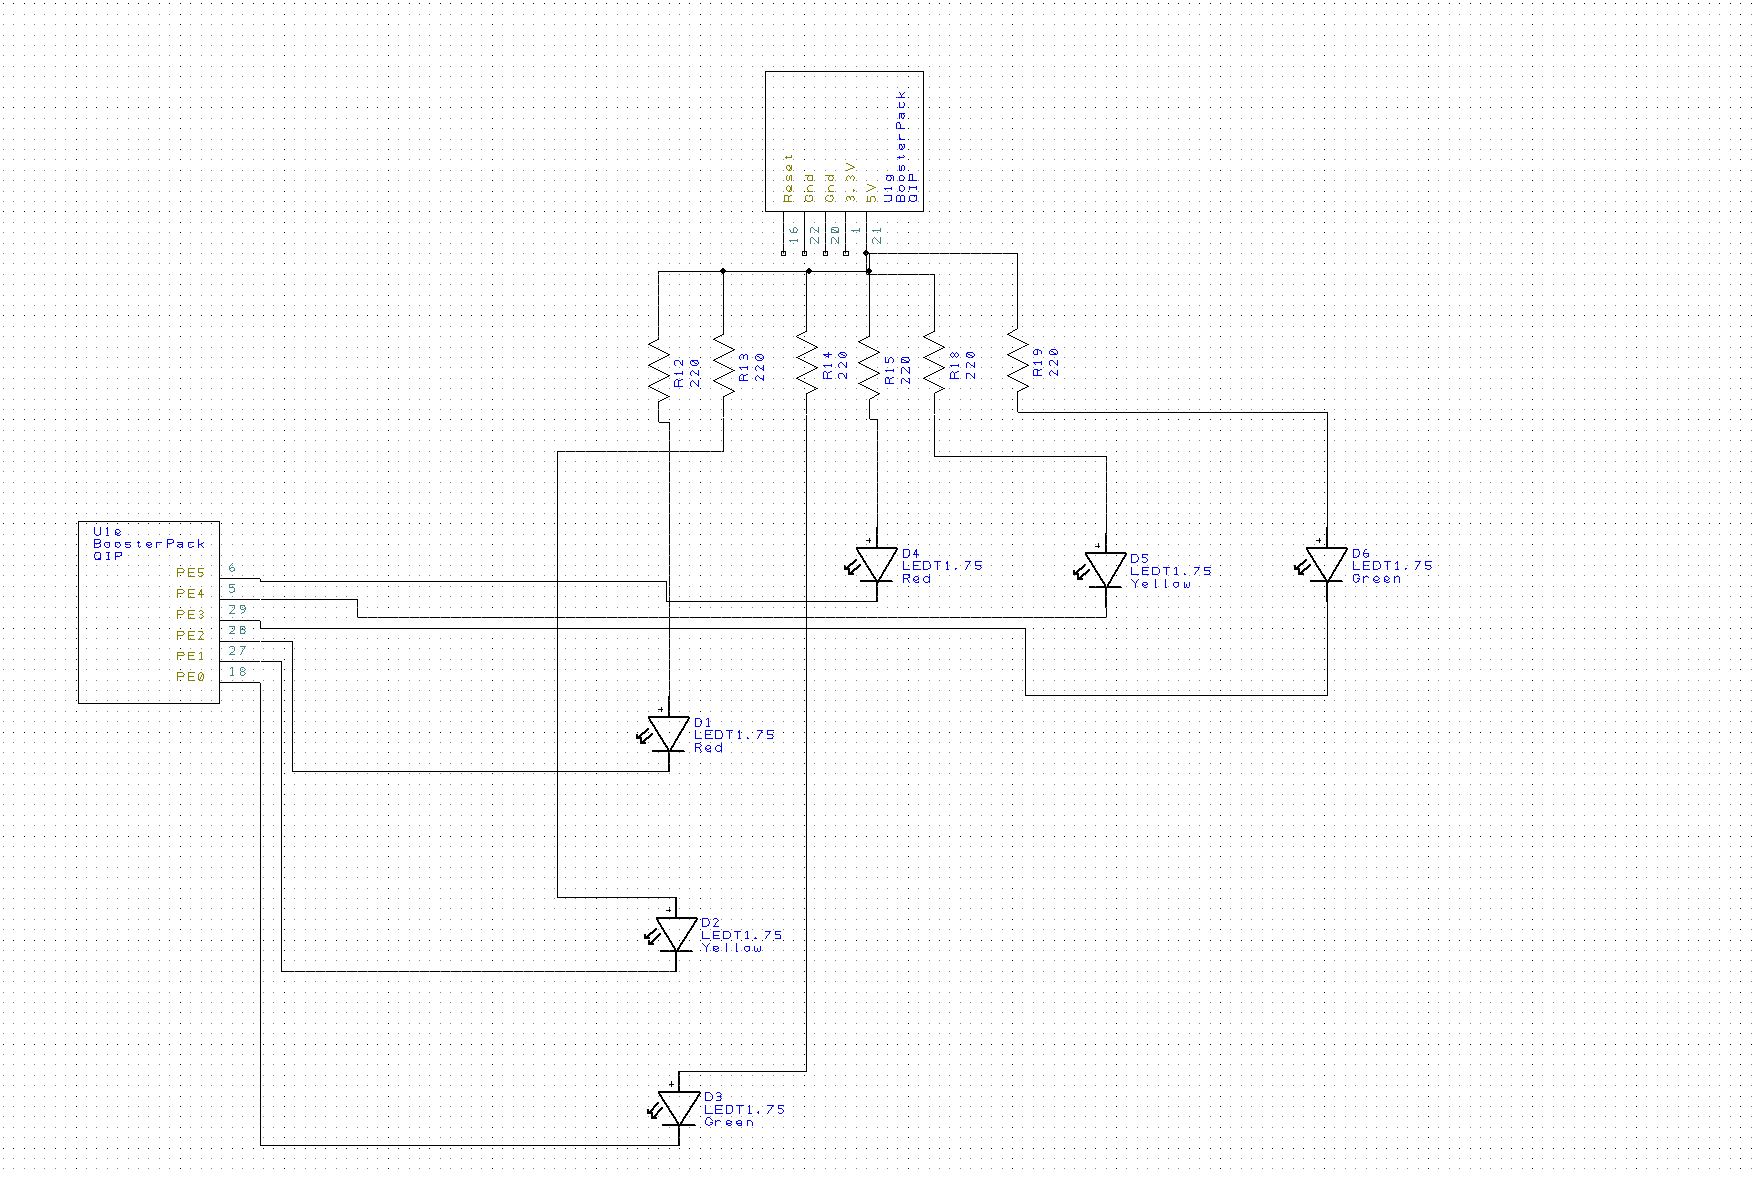 Reset
Gnd
Gnd
3.3V
5V
U1g
BoosterPack
QIP
16
22
20
1
21
R12
220
R13
220
R14
220
R15
220
R18
220
R19
220
U1e
BoosterPack
QIP
PE5 6
PE4 5
PE3 29
PE2 28
PE1 27
PE0 18
+
D4
LEDT1.75
Red
+
D5
LEDT1.75
Yellow
+
D6
LEDT1.75
Green
+
D1
LEDT1.75
Red
+
D2
LEDT1.75
Yellow
+
D3
LEDT1.75
Green